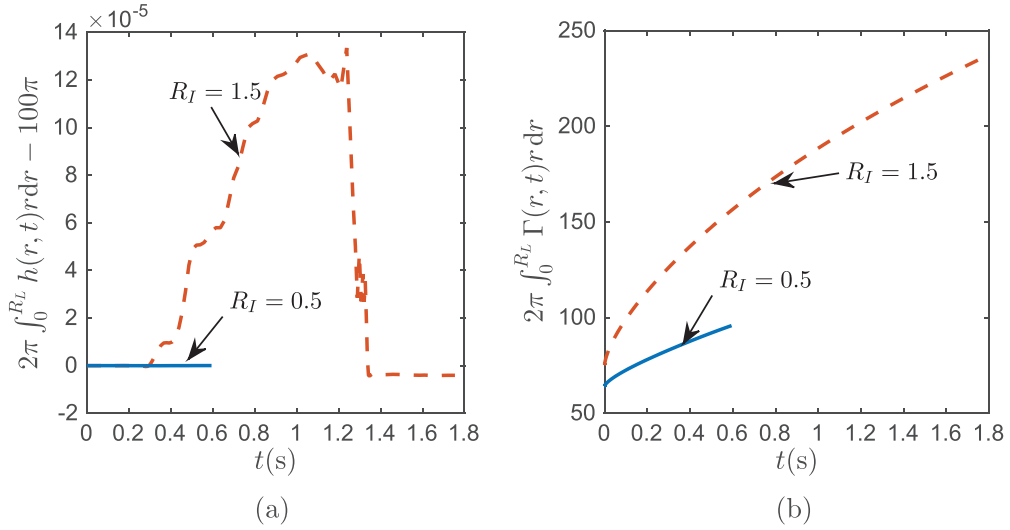 ×10⁻⁵
14
12
10
8
6
4
2
0
-2
2π ∫₀^{R_L} h(r, t)rdr − 100π
R_I = 1.5
R_I = 0.5
0 0.2 0.4 0.6 0.8 1 1.2 1.4 1.6 1.8
t(s)
(a)
250
200
150
100
50
2π ∫₀^{R_L} Γ(r, t)r dr
R_I = 1.5
R_I = 0.5
0 0.2 0.4 0.6 0.8 1 1.2 1.4 1.6 1.8
t(s)
(b)